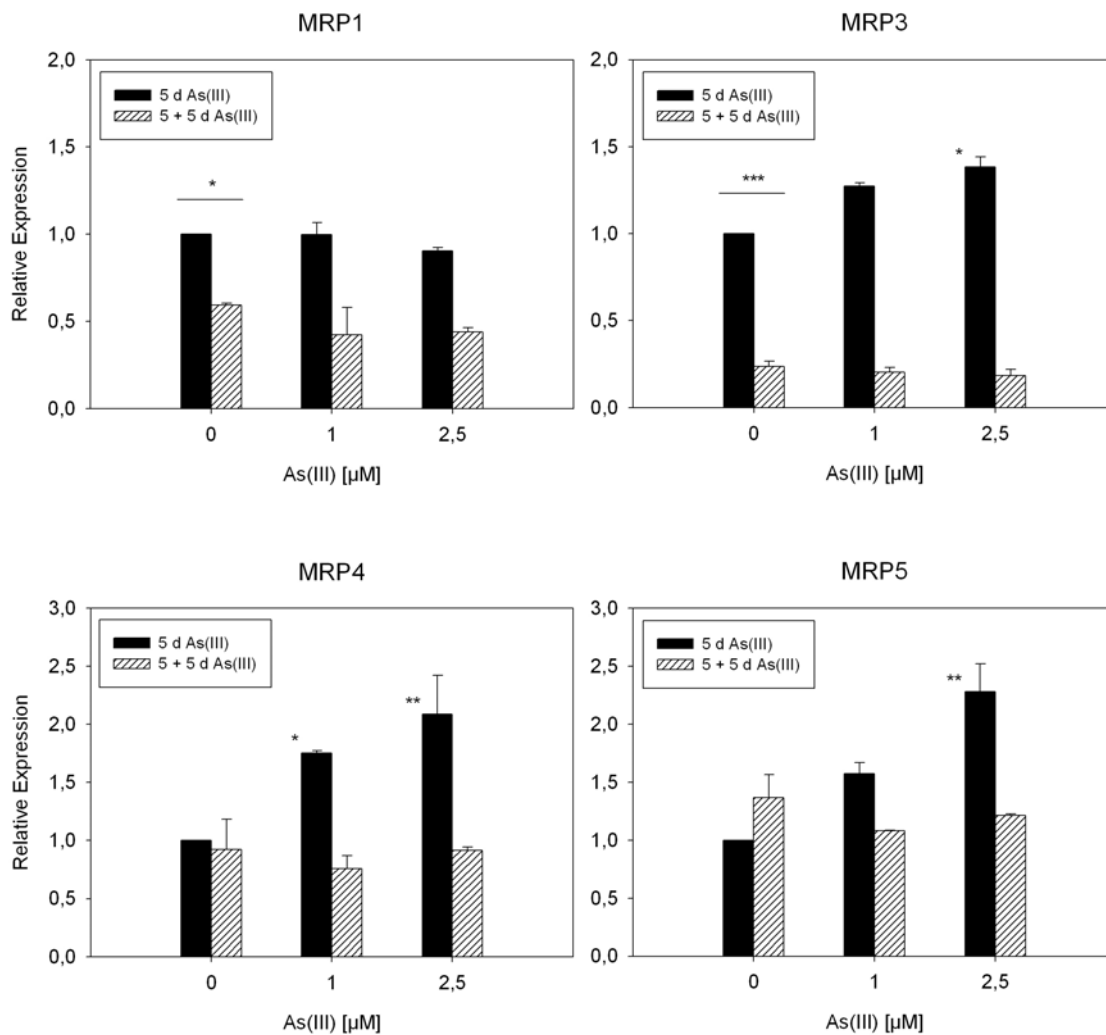 MRP1
2,0
1,5
1,0
0,5
0,0
Relative Expression
5 d As(III)
5 + 5 d As(III)
*
0
1
2,5
As(III) [µM]
MRP3
2,0
1,5
1,0
0,5
0,0
5 d As(III)
5 + 5 d As(III)
***
*
0
1
2,5
As(III) [µM]
MRP4
3,0
2,5
2,0
1,5
1,0
0,5
0,0
Relative Expression
5 d As(III)
5 + 5 d As(III)
*
**
0
1
2,5
As(III) [µM]
MRP5
3,0
2,5
2,0
1,5
1,0
0,5
0,0
5 d As(III)
5 + 5 d As(III)
**
0
1
2,5
As(III) [µM]